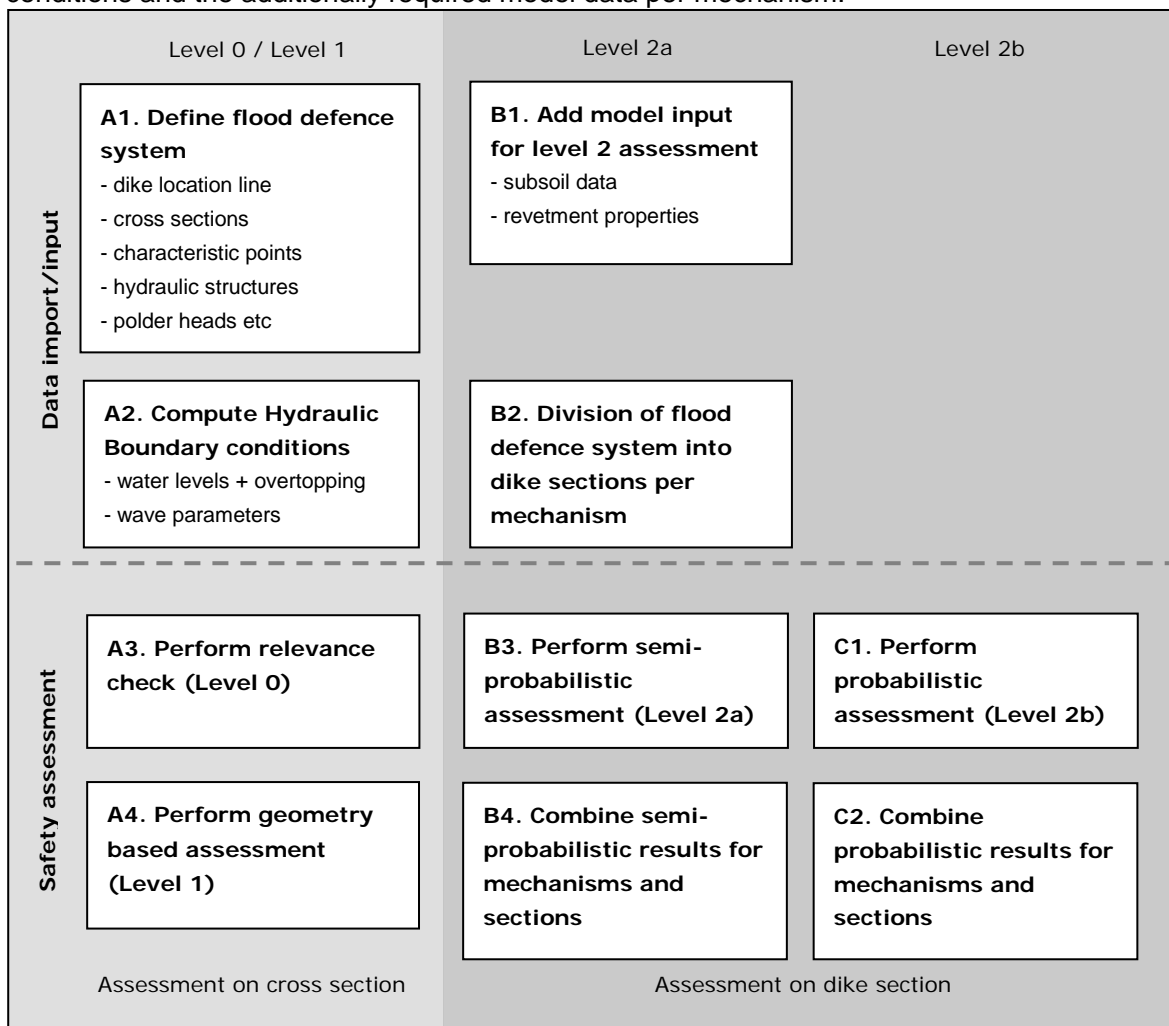 conditions and the additionally required model data per mechanism.
Level 0 / Level 1
Level 2a
Level 2b
Data import/input
A1. Define flood defence
system
- dike location line
- cross sections
- characteristic points
- hydraulic structures
- polder heads etc
B1. Add model input
for level 2 assessment
- subsoil data
- revetment properties
A2. Compute Hydraulic
Boundary conditions
- water levels + overtopping
- wave parameters
B2. Division of flood
defence system into
dike sections per
mechanism
Safety assessment
A3. Perform relevance
check (Level 0)
B3. Perform semi-
probabilistic
assessment (Level 2a)
C1. Perform
probabilistic
assessment (Level 2b)
A4. Perform geometry
based assessment
(Level 1)
B4. Combine semi-
probabilistic results for
mechanisms and
sections
C2. Combine
probabilistic results for
mechanisms and
sections
Assessment on cross section
Assessment on dike section